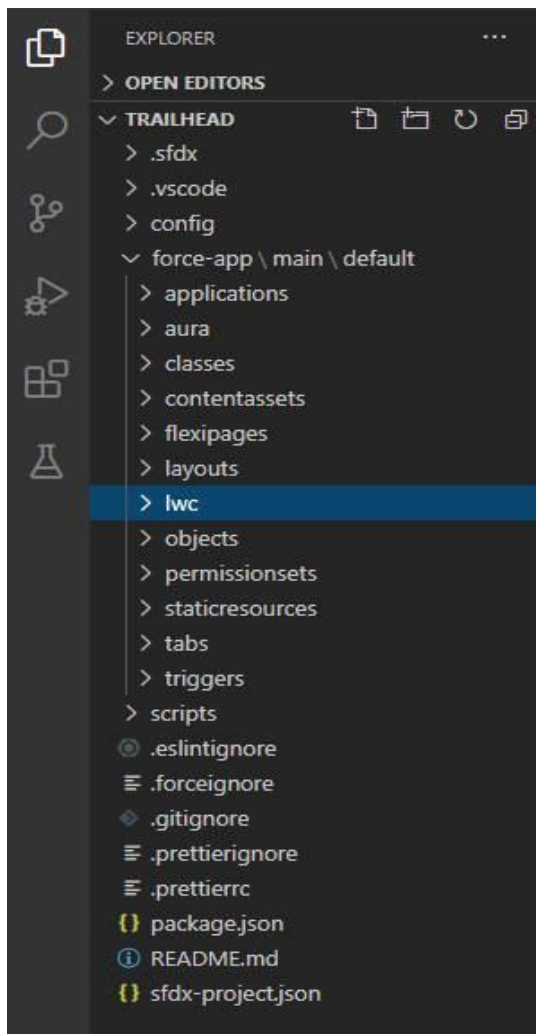 EXPLORER ...
OPEN EDITORS
TRAILHEAD
.sfdx
.vscode
config
force-app \ main \ default
applications
aura
classes
contentassets
flexipages
layouts
lwc
objects
permissionsets
staticresources
tabs
triggers
scripts
.eslintignore
.forceignore
.gitignore
.prettierignore
.prettierrc
{} package.json
README.md
{} sfdx-project.json